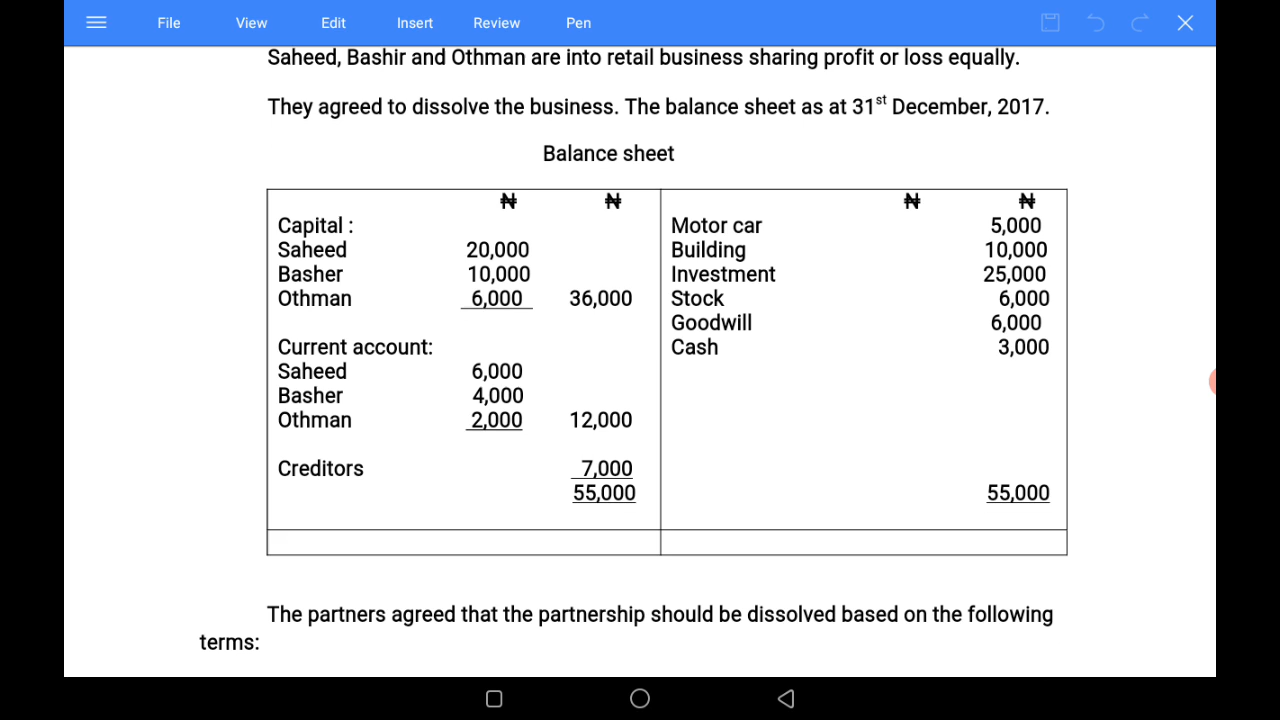 File View Edit Insert Review Pen
Saheed, Bashir and Othman are into retail business sharing profit or loss equally.
They agreed to dissolve the business. The balance sheet as at 31st December, 2017.
Balance sheet
₦ ₦ ₦ ₦
Capital : Motor car 5,000
Saheed 20,000 Building 10,000
Basher 10,000 Investment 25,000
Othman 6,000 36,000 Stock 6,000
Goodwill 6,000
Current account: Cash 3,000
Saheed 6,000
Basher 4,000
Othman 2,000 12,000
Creditors 7,000
55,000 55,000
The partners agreed that the partnership should be dissolved based on the following
terms: